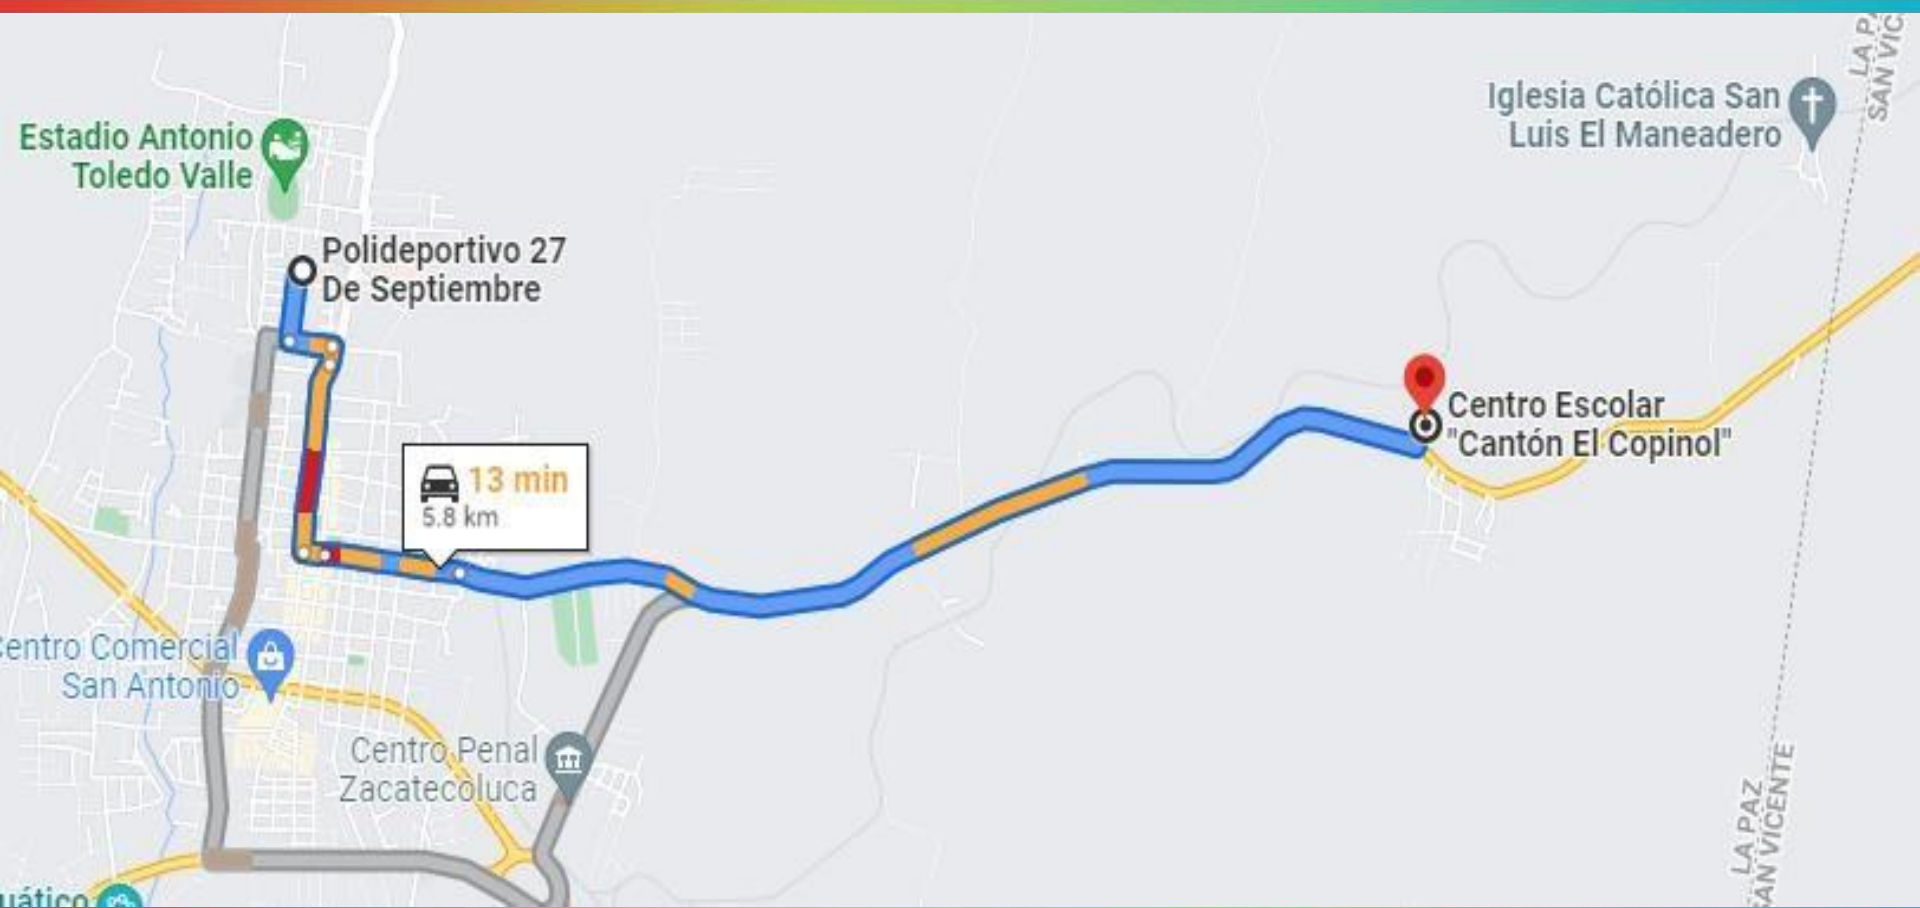 Estadio Antonio
Toledo Valle
Polideportivo 27
De Septiembre
Iglesia Católica San
Luis El Maneadero
LA PA
SAN VIC
Centro Escolar
"Cantón El Copinol"
13 min
5.8 km
entro Comercial
San Antonio
Centro Penal
Zacatecoluca
LA PAZ
SAN VICENTE
uático